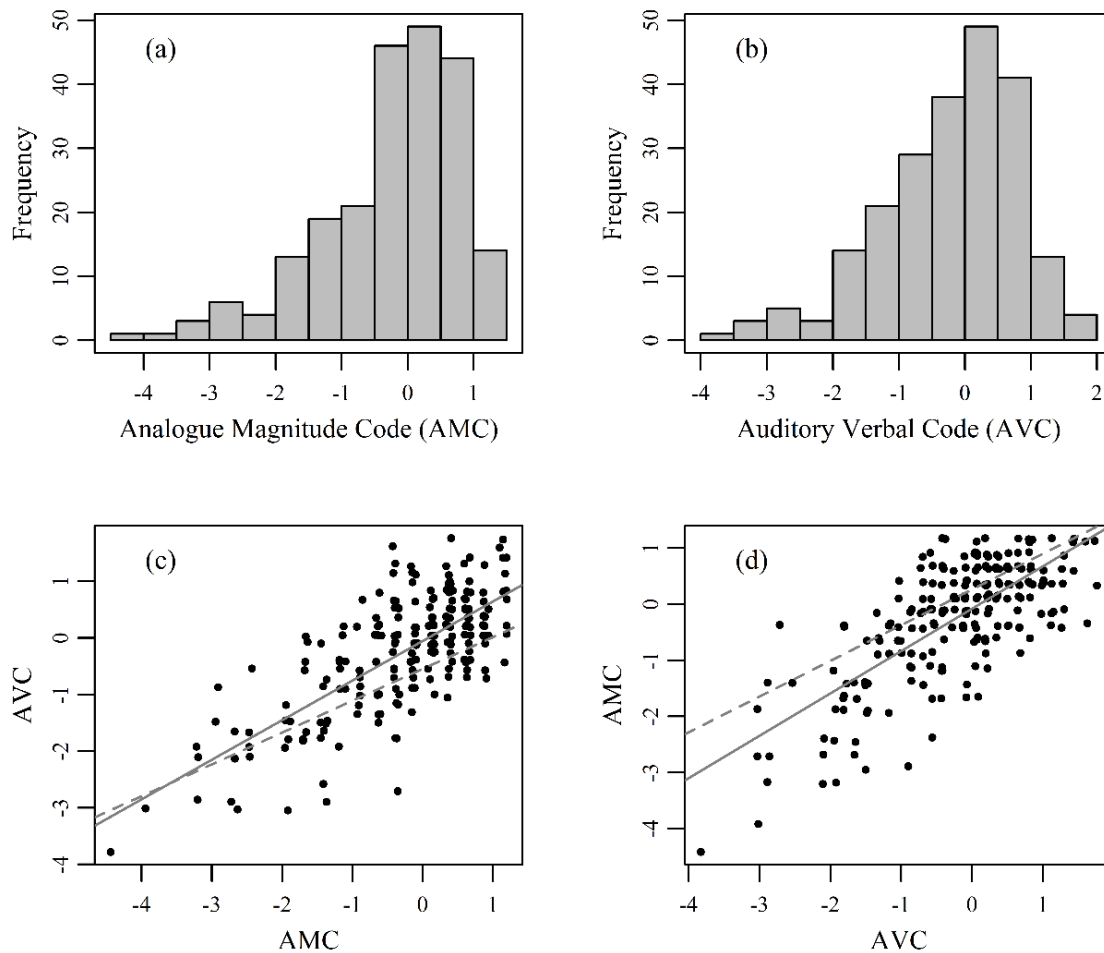 (a)
Frequency
50
40
30
20
10
0
-4 -3 -2 -1 0 1
Analogue Magnitude Code (AMC)
(b)
Frequency
50
40
30
20
10
0
-4 -3 -2 -1 0 1 2
Auditory Verbal Code (AVC)
(c)
AVC
1
0
-1
-2
-3
-4
-4 -3 -2 -1 0 1
AMC
(d)
AMC
1
0
-1
-2
-3
-4
-4 -3 -2 -1 0 1
AVC